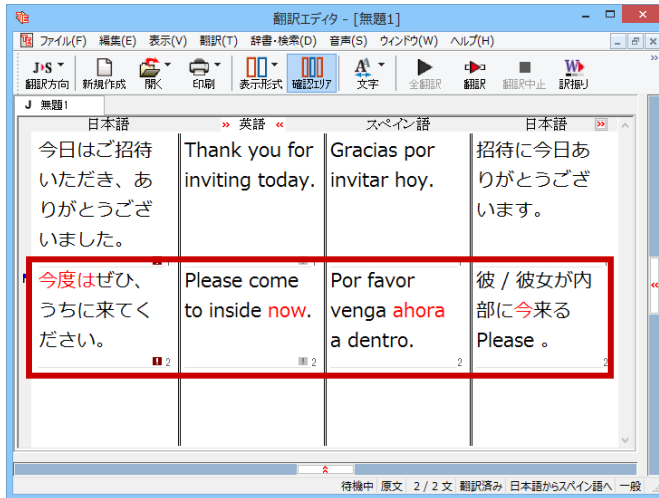 翻訳エディタ - [無題1]
ファイル(F) 編集(E) 表示(V) 翻訳(T) 辞書・検索(D) 音声(S) ウィンドウ(W) ヘルプ(H)
J▸S
翻訳方向 新規作成 開く 印刷 表示形式 確認エリア 文字 全翻訳 翻訳 翻訳中止 訳振り
J 無題1
日本語 » 英語 « スペイン語 日本語 »
今日はご招待
いただき、あ
りがとうござ
いました。
Thank you for
inviting today.
Gracias por
invitar hoy.
招待に今日あ
りがとうござ
います。
今度はぜひ、
うちに来てく
ださい。
2
Please come
to inside now.
2
Por favor
venga ahora
a dentro.
2
彼 / 彼女が内
部に今来る
Please 。
2
待機中 原文 2 / 2 文 翻訳済み 日本語からスペイン語へ 一般